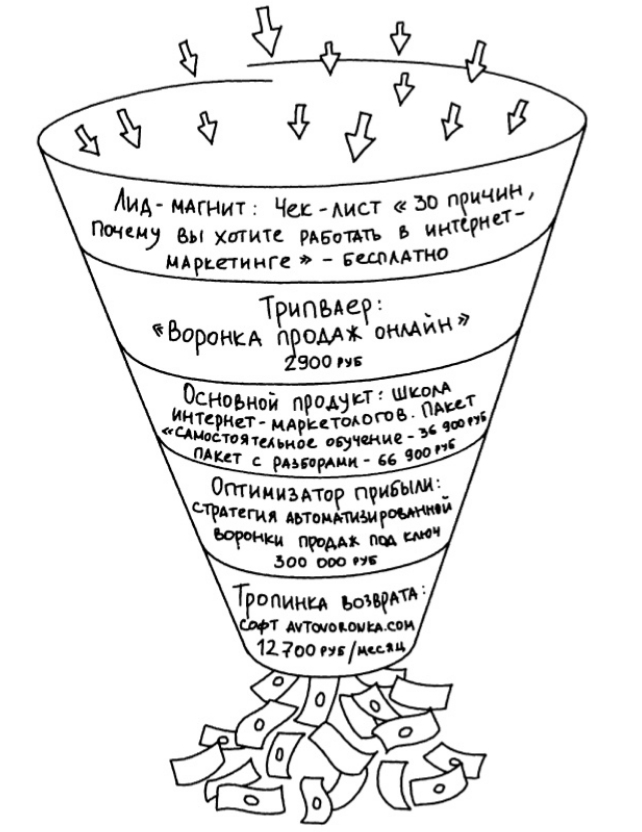 Лид-магнит: Чек-лист « 30 причин,
почему вы хотите работать в интернет-
маркетинге » - бесплатно
Трипваер:
«Воронка продаж онлайн»
2900 руб
Основной продукт: школа
интернет-маркетологов. Пакет
«Самостоятельное обучение - 36 900 руб
пакет с разборами - 66 900 руб
Оптимизатор прибыли:
стратегия автоматизированной
воронки продаж под ключ
300 000 руб
Тропинка возврата:
софт avtovoronka.com
12 700 руб/месяц